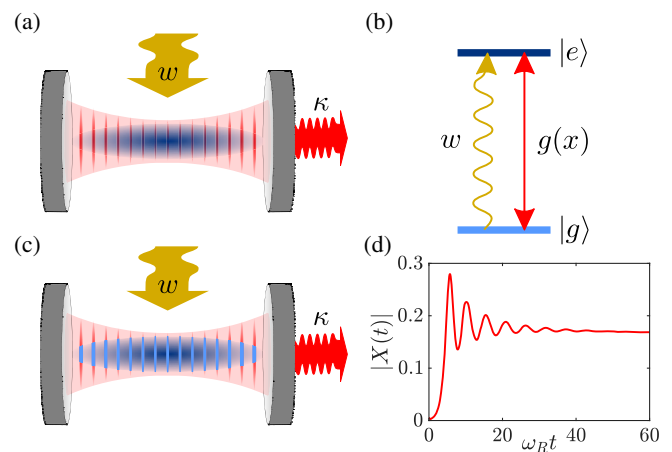 (a)
w
κ
(b)
|e⟩
w
g(x)
|g⟩
(c)
w
κ
(d)
|X(t)|
0.3
0.2
0.1
0
0 20 40 60
ω_R t